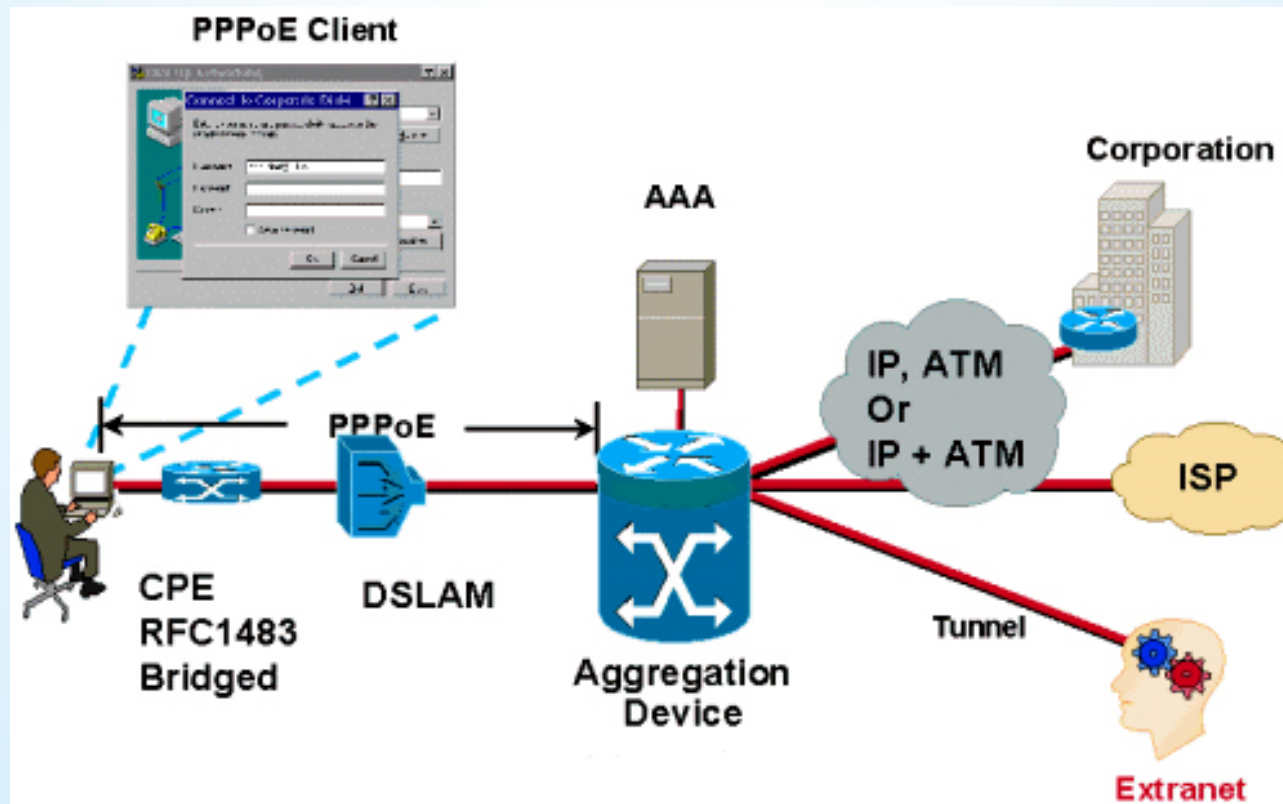 PPPoE Client
Corporation
AAA
IP, ATM
Or
IP + ATM
PPPoE
ISP
CPE
RFC1483
Bridged
DSLAM
Aggregation
Device
Tunnel
Extranet